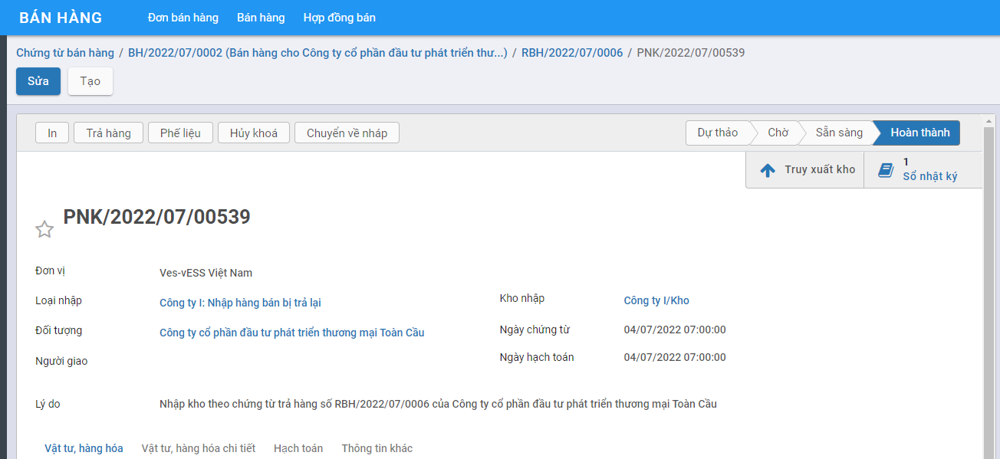 BÁN HÀNG Đơn bán hàng Bán hàng Hợp đồng bán
Chứng từ bán hàng / BH/2022/07/0002 (Bán hàng cho Công ty cổ phần đầu tư phát triển thư...) / RBH/2022/07/0006 / PNK/2022/07/00539
Sửa Tạo
In Trả hàng Phế liệu Hủy khoá Chuyển về nháp Dự thảo Chờ Sẵn sàng Hoàn thành
Truy xuất kho 1
Sổ nhật ký
PNK/2022/07/00539
Đơn vị Ves-vESS Việt Nam
Loại nhập Công ty I: Nhập hàng bán bị trả lại Kho nhập Công ty I/Kho
Đối tượng Công ty cổ phần đầu tư phát triển thương mại Toàn Cầu Ngày chứng từ 04/07/2022 07:00:00
Người giao Ngày hạch toán 04/07/2022 07:00:00
Lý do Nhập kho theo chứng từ trả hàng số RBH/2022/07/0006 của Công ty cổ phần đầu tư phát triển thương mại Toàn Cầu
Vật tư, hàng hóa Vật tư, hàng hóa chi tiết Hạch toán Thông tin khác